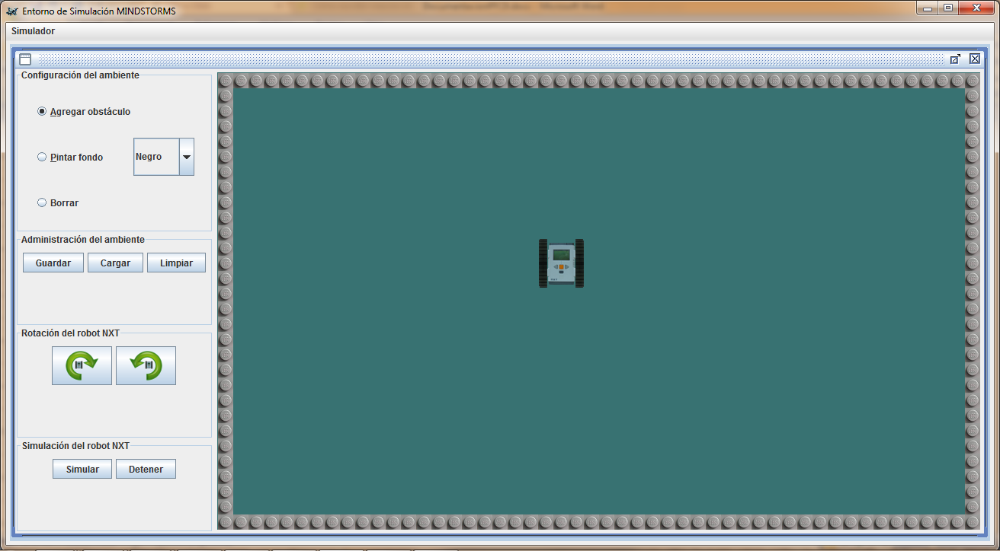 Entorno de Simulación MINDSTORMS
Simulador
Configuración del ambiente
Agregar obstáculo
Pintar fondo
Negro
Borrar
Administración del ambiente
Guardar Cargar Limpiar
Rotación del robot NXT
Simulación del robot NXT
Simular Detener